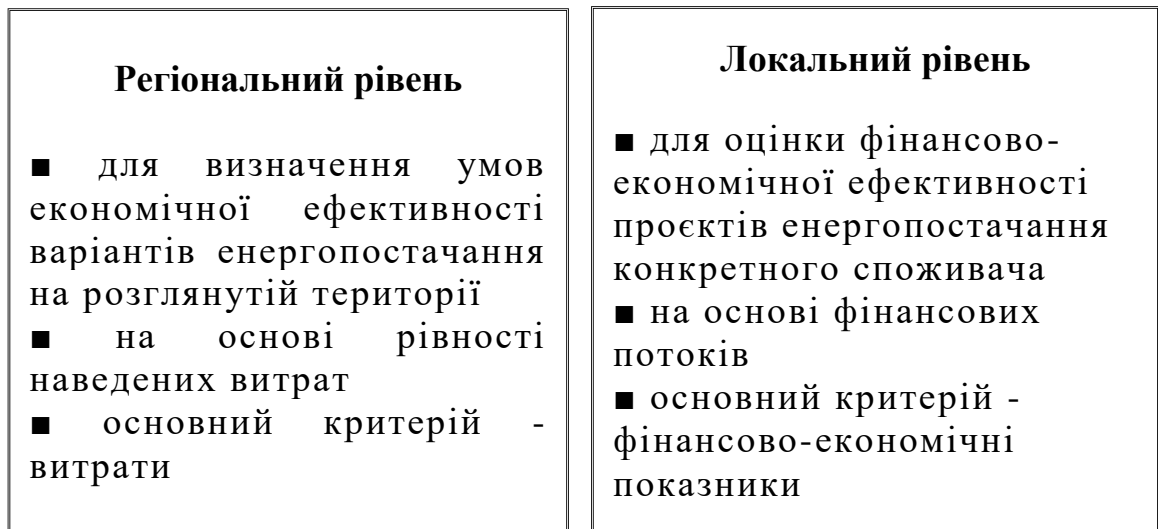 Регіональний рівень
■ для визначення умов
економічної ефективності
варіантів енергопостачання
на розглянутій території
■ на основі рівності
наведених витрат
■ основний критерій -
витрати
Локальний рівень
■ для оцінки фінансово-
економічної ефективності
проєктів енергопостачання
конкретного споживача
■ на основі фінансових
потоків
■ основний критерій -
фінансово-економічні
показники